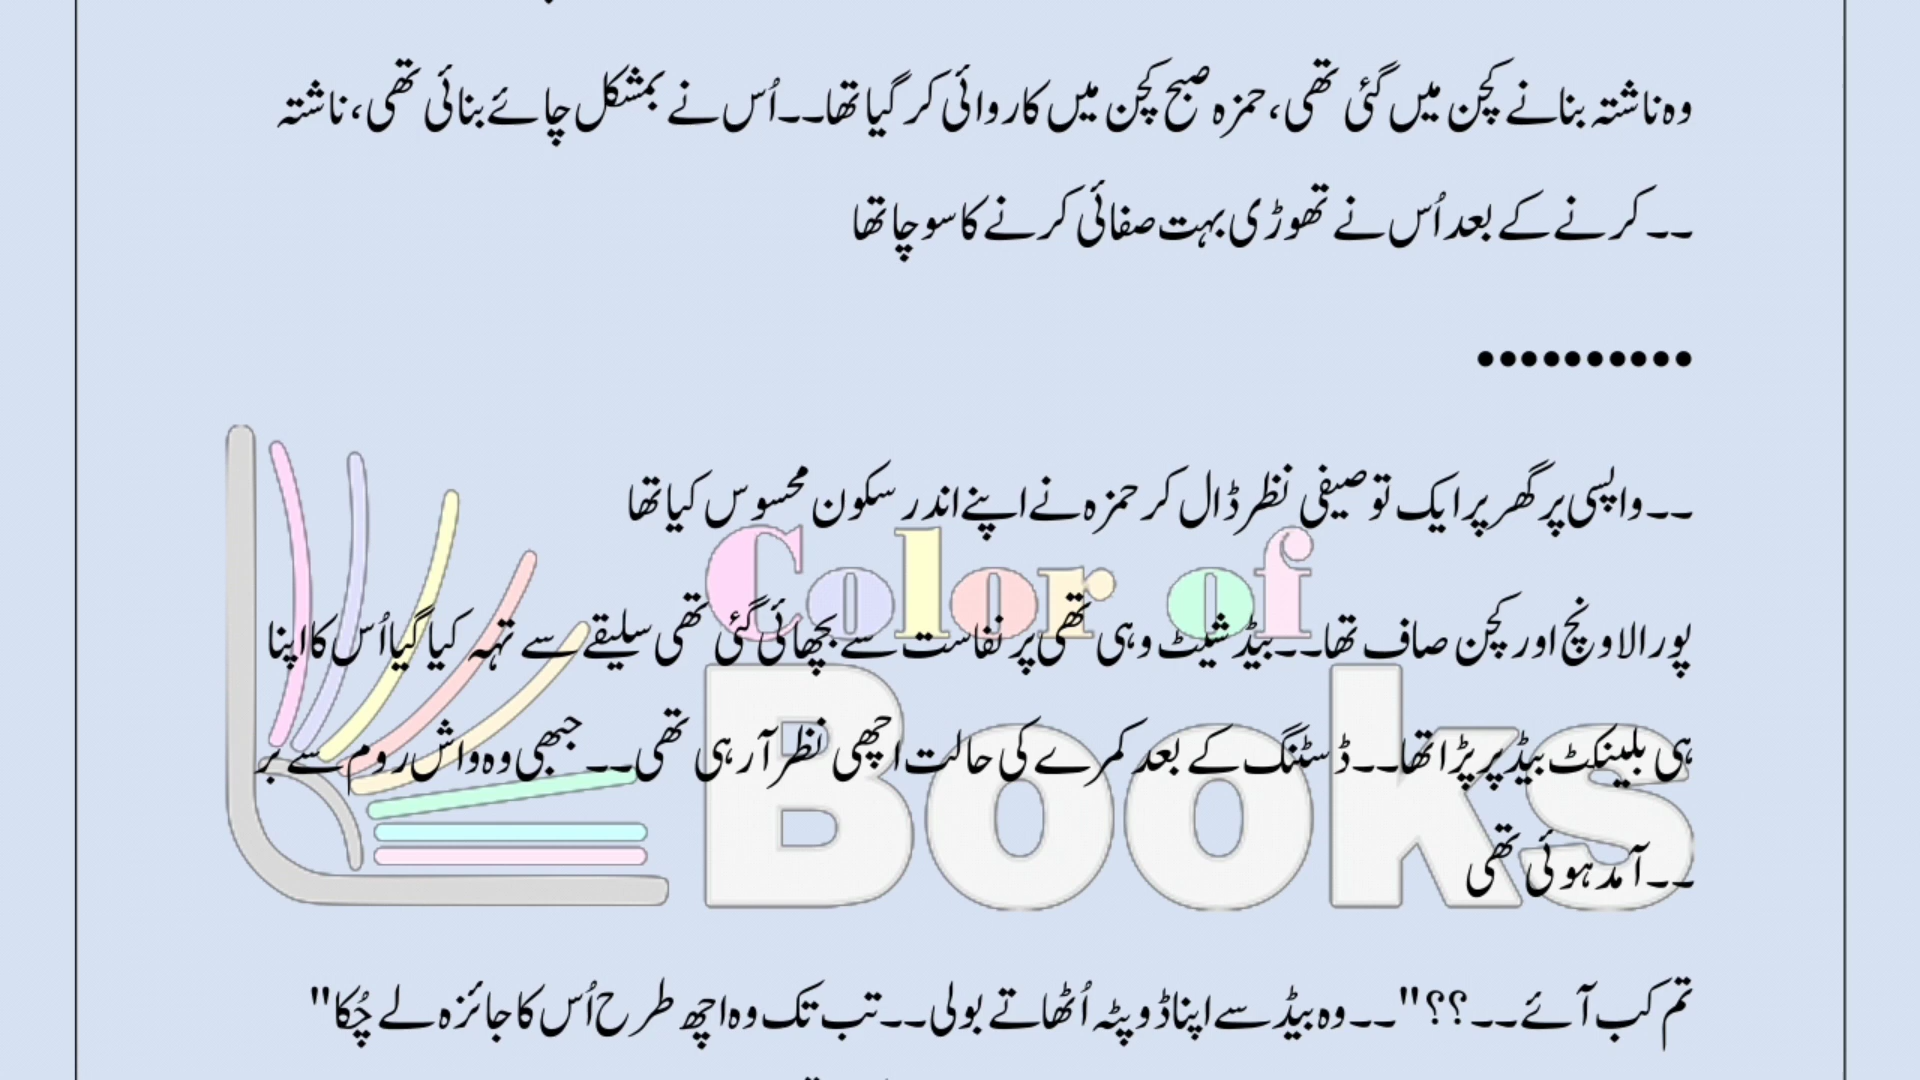 وہ ناشتہ بنانے کچن میں گئی تھی، حمزہ صبح کچن میں کاروائی کر گیا تھا۔۔اُس نے بمشکل چائے بنائی تھی، ناشتہ
۔۔ کرنے کے بعد اُس نے تھوڑی بہت صفائی کرنے کا سوچا تھا
••••••••••
۔۔واپسی پر گھر پر ایک توصیفی نظر ڈال کر حمزہ نے اپنے اندر سکون محسوس کیا تھا
Color of
پورا لاونچ اور کچن صاف تھا۔۔بیڈ شیٹ وہی تھی پر نفاست سے بچھائی گئی تھی سلیقے سے تہہ کیا گیا اُس کا اپنا
Books
ہی بلینکٹ بیڈ پر پڑا تھا۔۔ڈسٹنگ کے بعد کمرے کی حالت اچھی نظر آرہی تھی۔۔جبھی وہ واش روم سے بر
۔۔آمد ہوئی تھی
تم کب آئے۔۔؟؟"۔۔وہ بیڈ سے اپنا ڈوپٹہ اُٹھاتے بولی۔۔تب تک وہ اچھ طرح اُس کا جائزہ لے چُکا"